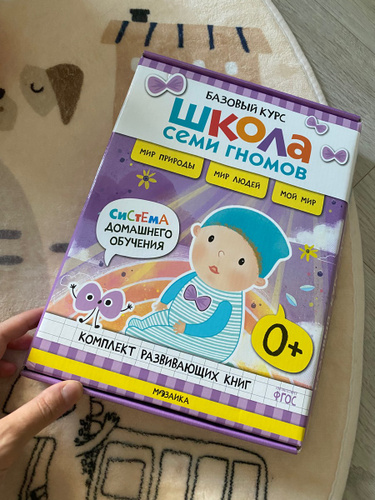 БАЗОВЫЙ КУРС
ШКОЛА
СЕМИ ГНОМОВ
МИР ПРИРОДЫ
МИР ЛЮДЕЙ
МОЙ МИР
СИСТЕМА
ДОМАШНЕГО
ОБУЧЕНИЯ
0+
КОМПЛЕКТ РАЗВИВАЮЩИХ КНИГ
ФГОС
МОЗАИКА